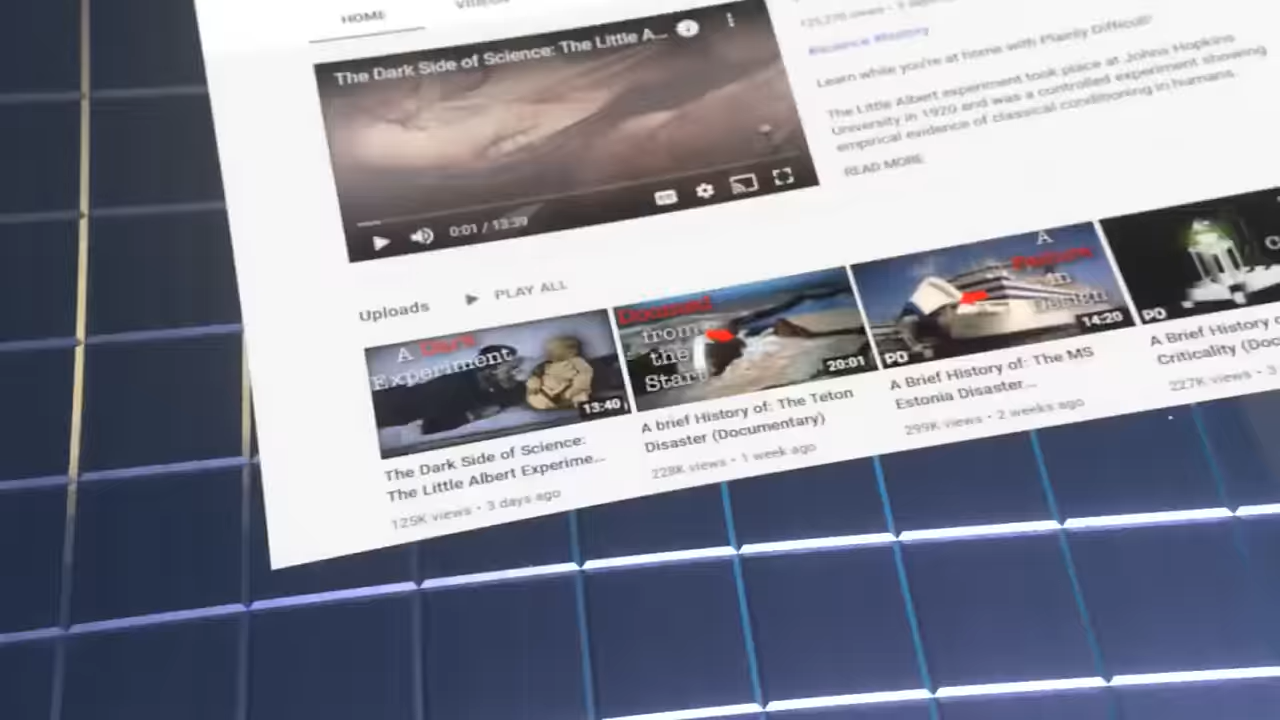 HOME
VIDEOS
The Dark Side of Science: The Little A...
0:01 / 13:39
#science #history
Learn while you're at home with Plainly Difficult!
The Little Albert experiment took place at Johns Hopkins
University in 1920 and was a controlled experiment showing
empirical evidence of classical conditioning in humans.
READ MORE
Uploads
PLAY ALL
A Dark
Experiment
13:40
The Dark Side of Science:
The Little Albert Experime...
125K views • 3 days ago
Doomed
from
the
Start
20:01
A brief History of: The Teton
Disaster (Documentary)
228K views • 1 week ago
A
Failure
in
Design
PD
14:20
A Brief History of: The MS
Estonia Disaster...
299K views • 2 weeks ago
PD
A Brief History o
Criticality (Doc
227K views • 3